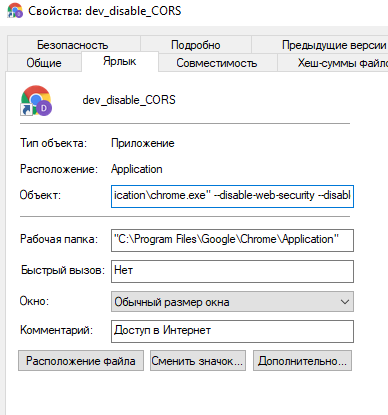 Свойства: dev_disable_CORS
Безопасность Подробно Предыдущие версии
Общие Ярлык Совместимость Хеш-суммы файло
D
dev_disable_CORS
Тип объекта: Приложение
Расположение: Application
Объект: ication\chrome.exe" --disable-web-security --disabl
Рабочая папка: "C:\Program Files\Google\Chrome\Application"
Быстрый вызов: Нет
Окно: Обычный размер окна
Комментарий: Доступ в Интернет
Расположение файла Сменить значок... Дополнительно...